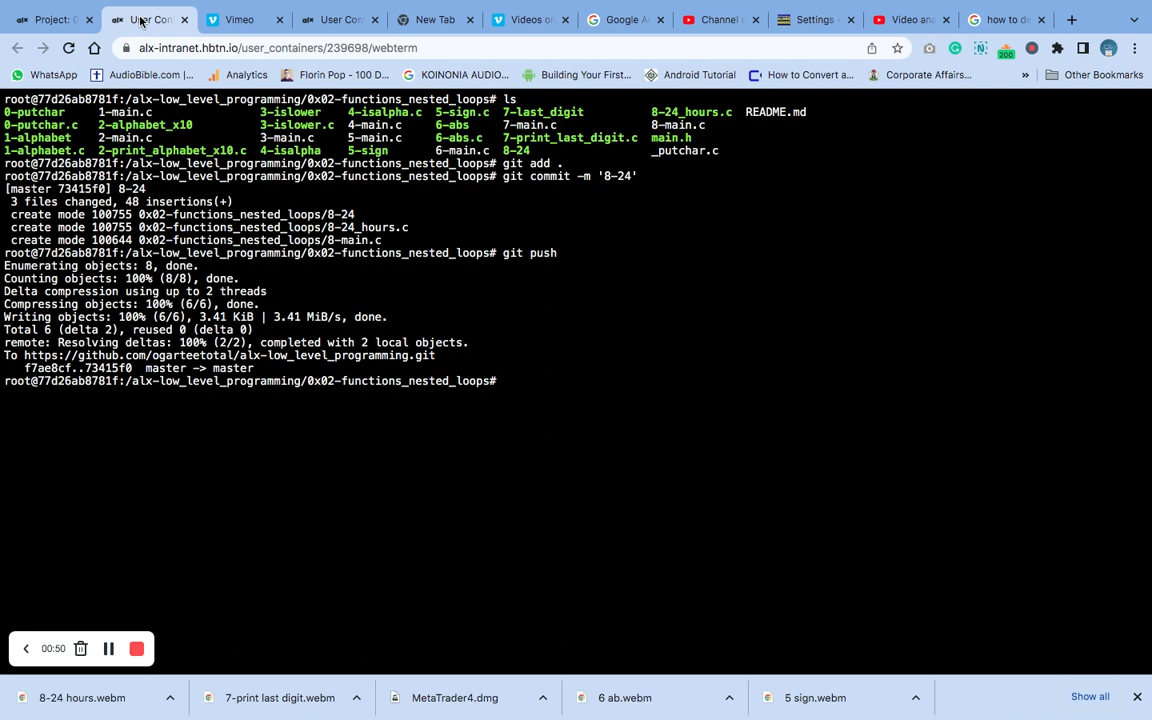 Project: 0
User Con
Vimeo
User Con
New Tab
Videos on
Google A
Channel c
Settings -
Video ana
how to de
alx-intranet.hbtn.io/user_containers/239698/webterm
200
WhatsApp
AudioBible.com |...
Analytics
Florin Pop - 100 D...
KOINONIA AUDIO...
Building Your First...
Android Tutorial
How to Convert a...
Corporate Affairs...
»
Other Bookmarks
root@77d26ab8781f:/alx-low_level_programming/0x02-functions_nested_loops# ls
0-putchar 1-main.c 3-islower 4-isalpha.c 5-sign.c 7-last_digit 8-24_hours.c README.md
0-putchar.c 2-alphabet_x10 3-islower.c 4-main.c 6-abs 7-main.c 8-main.c
1-alphabet 2-main.c 3-main.c 5-main.c 6-abs.c 7-print_last_digit.c main.h
1-alphabet.c 2-print_alphabet_x10.c 4-isalpha 5-sign 6-main.c 8-24 _putchar.c
root@77d26ab8781f:/alx-low_level_programming/0x02-functions_nested_loops# git add .
root@77d26ab8781f:/alx-low_level_programming/0x02-functions_nested_loops# git commit -m '8-24'
[master 73415f0] 8-24
3 files changed, 48 insertions(+)
create mode 100755 0x02-functions_nested_loops/8-24
create mode 100755 0x02-functions_nested_loops/8-24_hours.c
create mode 100644 0x02-functions_nested_loops/8-main.c
root@77d26ab8781f:/alx-low_level_programming/0x02-functions_nested_loops# git push
Enumerating objects: 8, done.
Counting objects: 100% (8/8), done.
Delta compression using up to 2 threads
Compressing objects: 100% (6/6), done.
Writing objects: 100% (6/6), 3.41 KiB | 3.41 MiB/s, done.
Total 6 (delta 2), reused 0 (delta 0)
remote: Resolving deltas: 100% (2/2), completed with 2 local objects.
To https://github.com/ogarteetotal/alx-low_level_programming.git
f7ae8cf..73415f0 master -> master
root@77d26ab8781f:/alx-low_level_programming/0x02-functions_nested_loops#
00:50
8-24 hours.webm
7-print last digit.webm
MetaTrader4.dmg
6 ab.webm
5 sign.webm
Show all